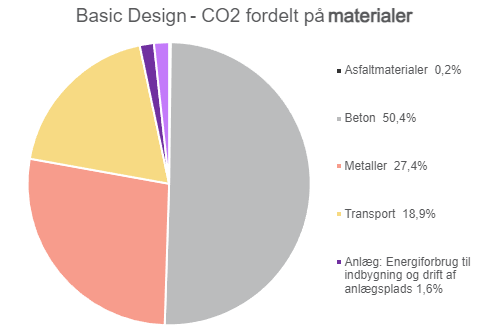 Basic Design - CO2 fordelt på materialer
Asfaltmaterialer 0,2%
Beton 50,4%
Metaller 27,4%
Transport 18,9%
Anlæg: Energiforbrug til
indbygning og drift af
anlægsplads 1,6%